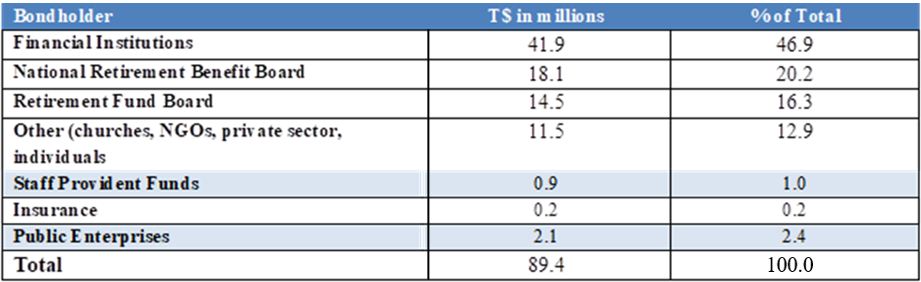 Bondholder T$ in millions % of Total
Financial Institutions 41.9 46.9
National Retirement Benefit Board 18.1 20.2
Retirement Fund Board 14.5 16.3
Other (churches, NGOs, private sector, 11.5 12.9
individuals
Staff Provident Funds 0.9 1.0
Insurance 0.2 0.2
Public Enterprises 2.1 2.4
Total 89.4 100.0